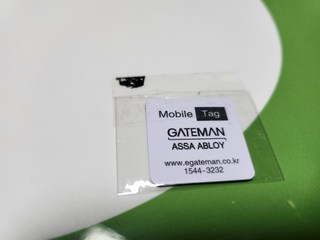 Mobile Tag
GATEMAN
ASSA ABLOY
www.egateman.co.kr
1544-3232